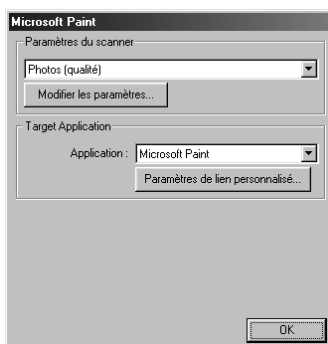 Microsoft Paint
Paramètres du scanner
Photos (qualité)
Modifier les paramètres...
Target Application
Application : Microsoft Paint
Paramètres de lien personnalisé...
OK